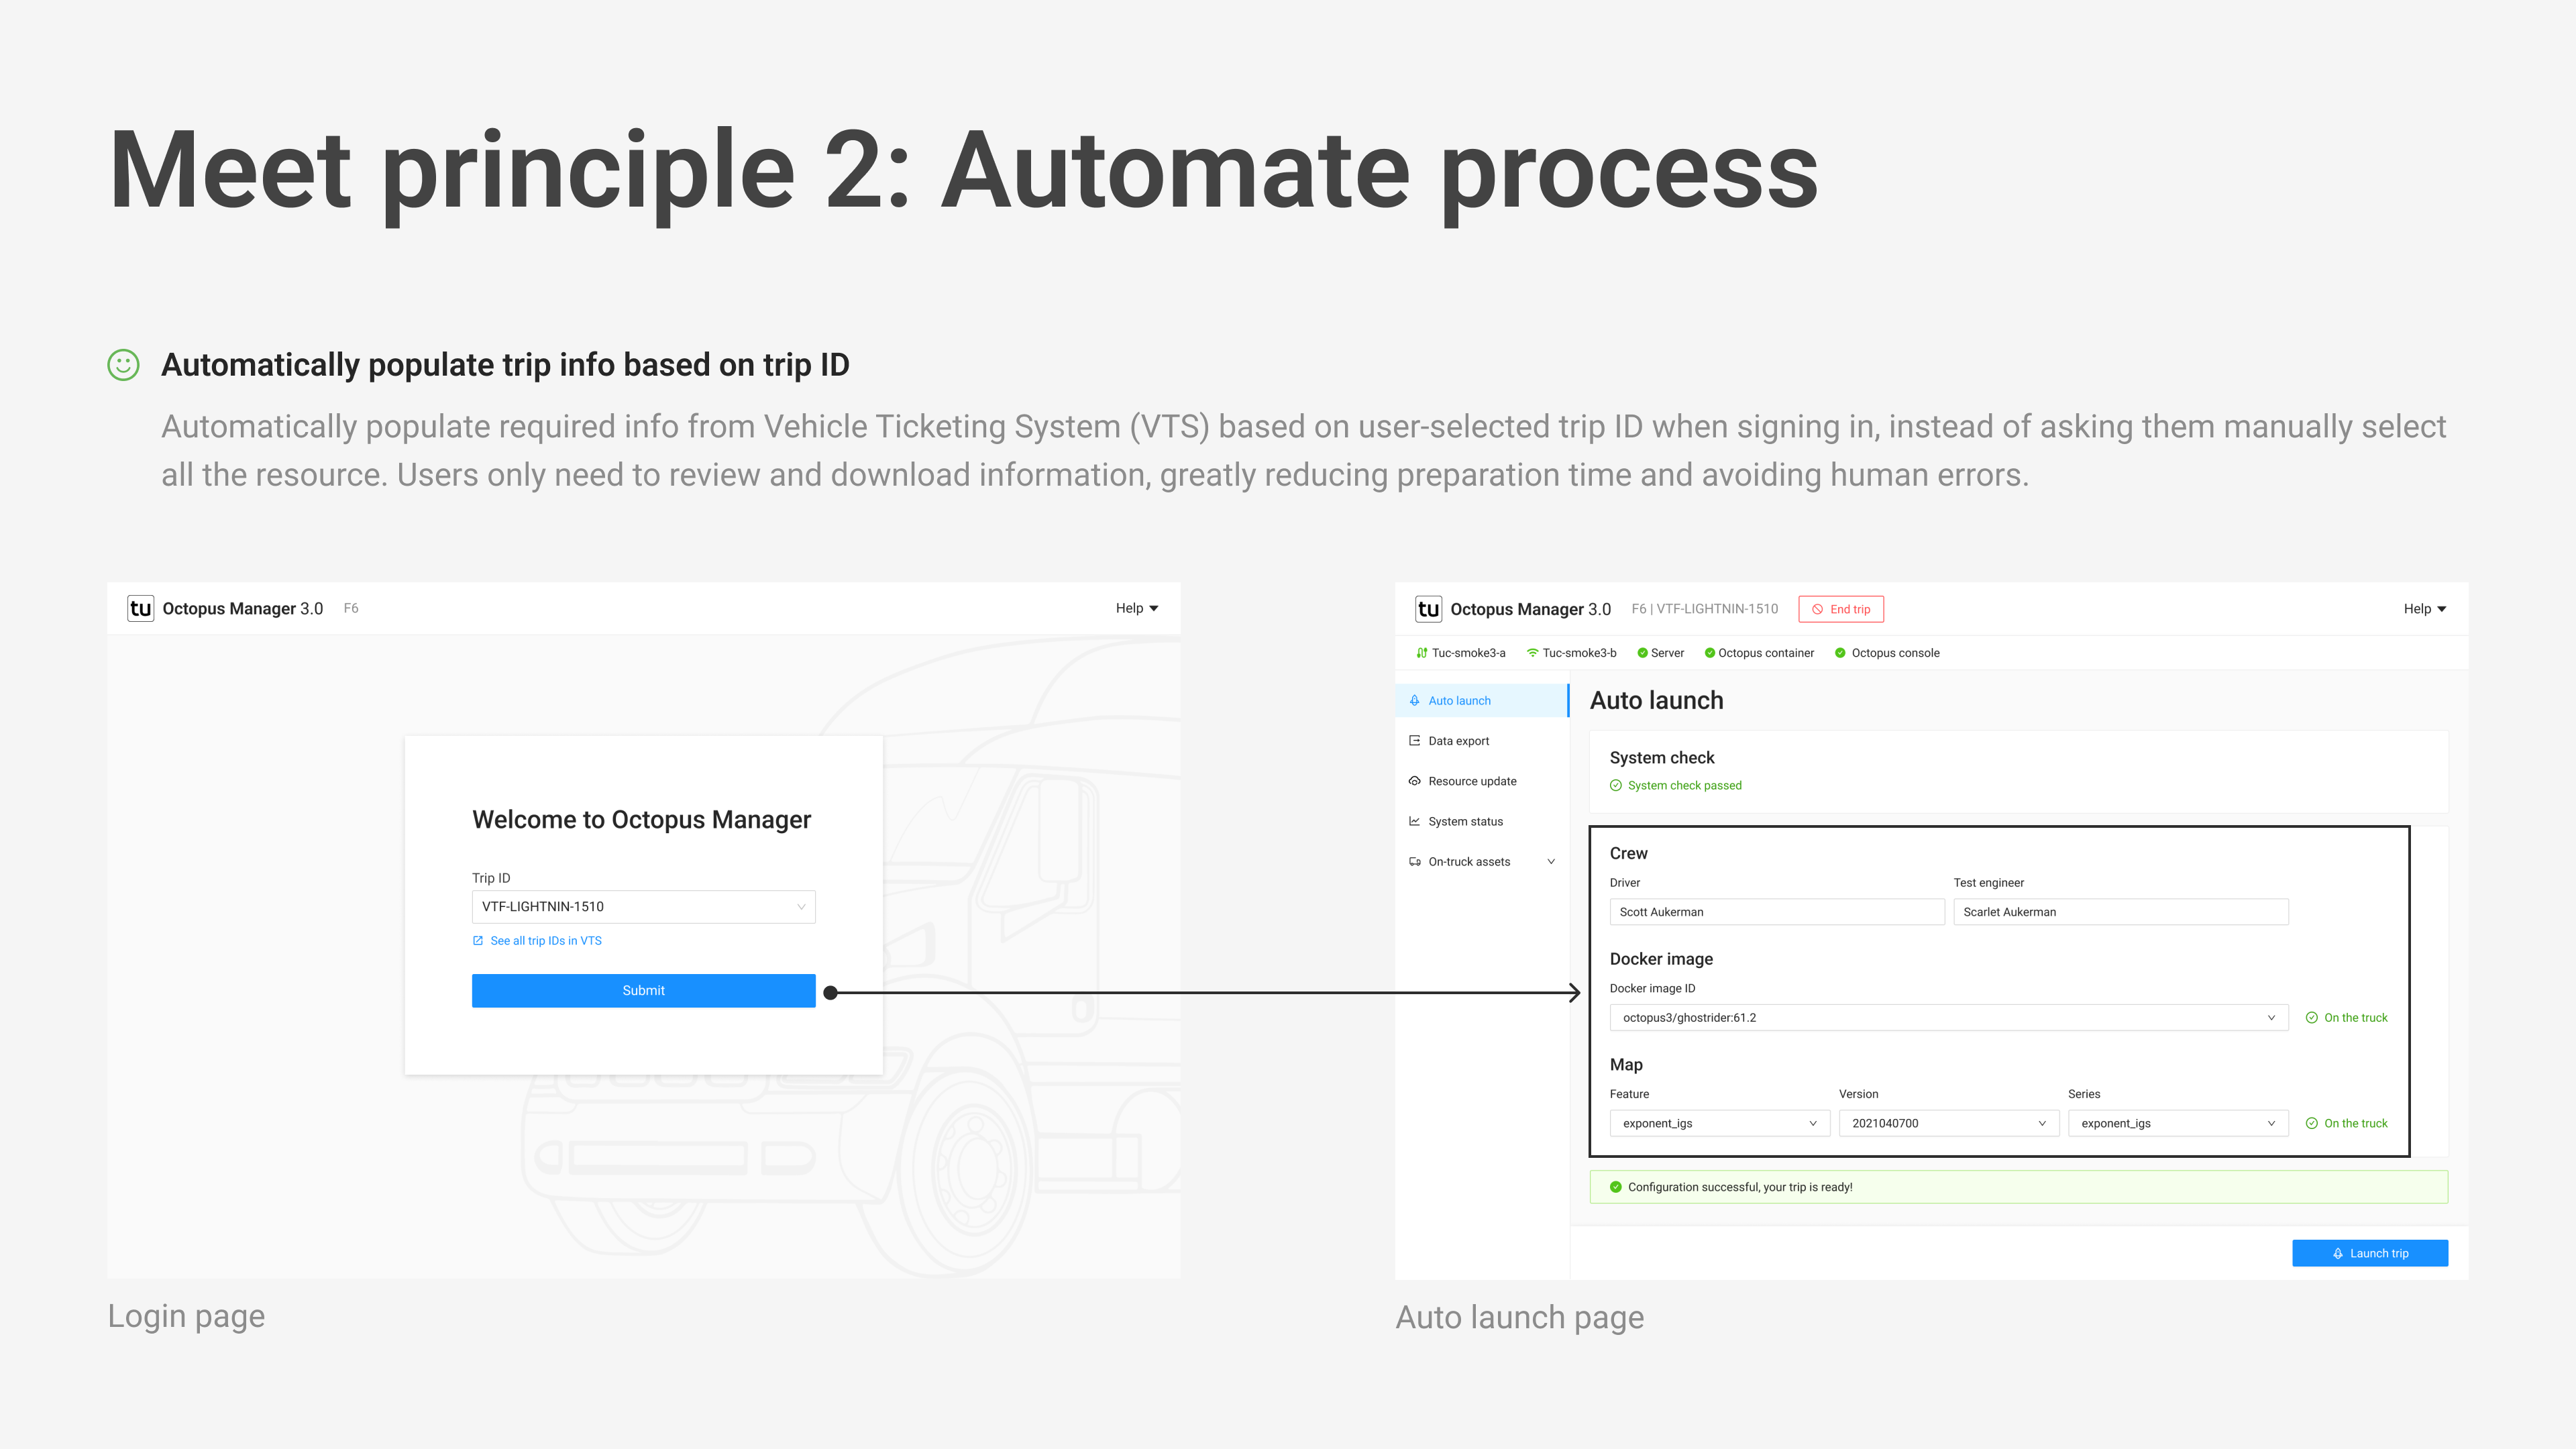 Meet principle 2: Automate process
Automatically populate trip info based on trip ID
Automatically populate required info from Vehicle Ticketing System (VTS) based on user-selected trip ID when signing in, instead of asking them manually select
all the resource. Users only need to review and download information, greatly reducing preparation time and avoiding human errors.
tu Octopus Manager 3.0 F6 Help
Welcome to Octopus Manager
Trip ID
VTF-LIGHTNIN-1510
See all trip IDs in VTS
Submit
Login page
tu Octopus Manager 3.0 F6 | VTF-LIGHTNIN-1510 End trip Help
Tuc-smoke3-a Tuc-smoke3-b Server Octopus container Octopus console
Auto launch
Data export
Resource update
System status
On-truck assets
Auto launch
System check
System check passed
Crew
Driver Test engineer
Scott Aukerman Scarlet Aukerman
Docker image
Docker image ID
octopus3/ghostrider:61.2 On the truck
Map
Feature Version Series
exponent_igs 2021040700 exponent_igs On the truck
Configuration successful, your trip is ready!
Launch trip
Auto launch page